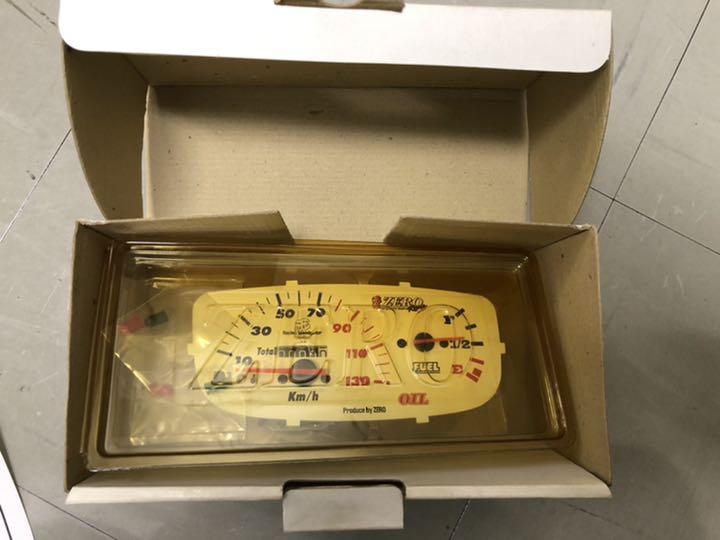 ZERO
50 70
30 90
Total
110
10
130
Km/h
Produce by ZERO
F
1/2
E
FUEL
OIL